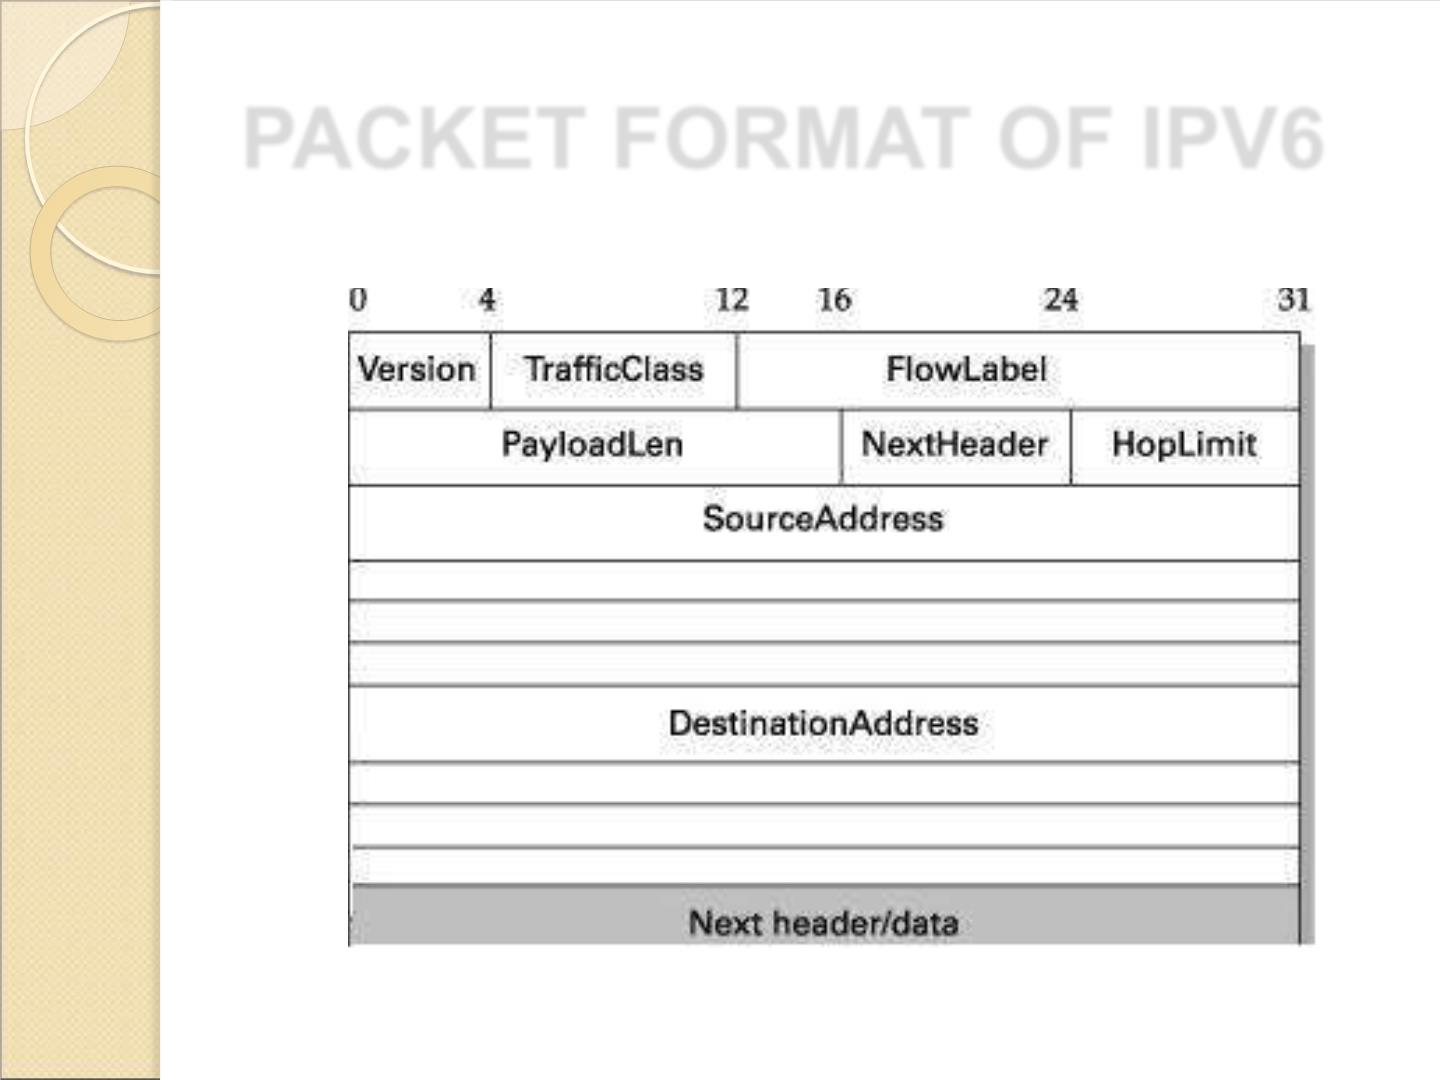 PACKET FORMAT OF IPV6
0 4 12 16 24 31
Version TrafficClass FlowLabel
PayloadLen NextHeader HopLimit
SourceAddress
DestinationAddress
Next header/data